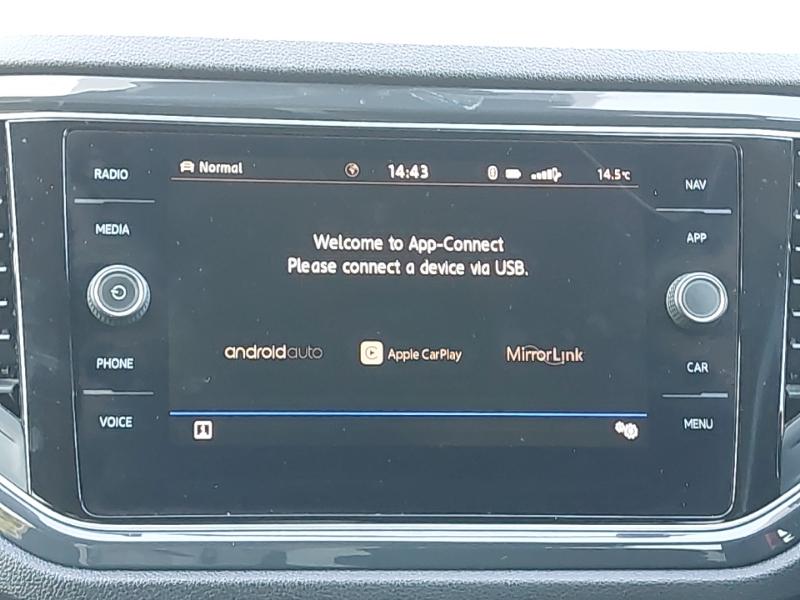 RADIO
MEDIA
PHONE
VOICE
Normal
14:43
14.5°C
Welcome to App-Connect
Please connect a device via USB.
androidauto
Apple CarPlay
MirrorLink
NAV
APP
CAR
MENU